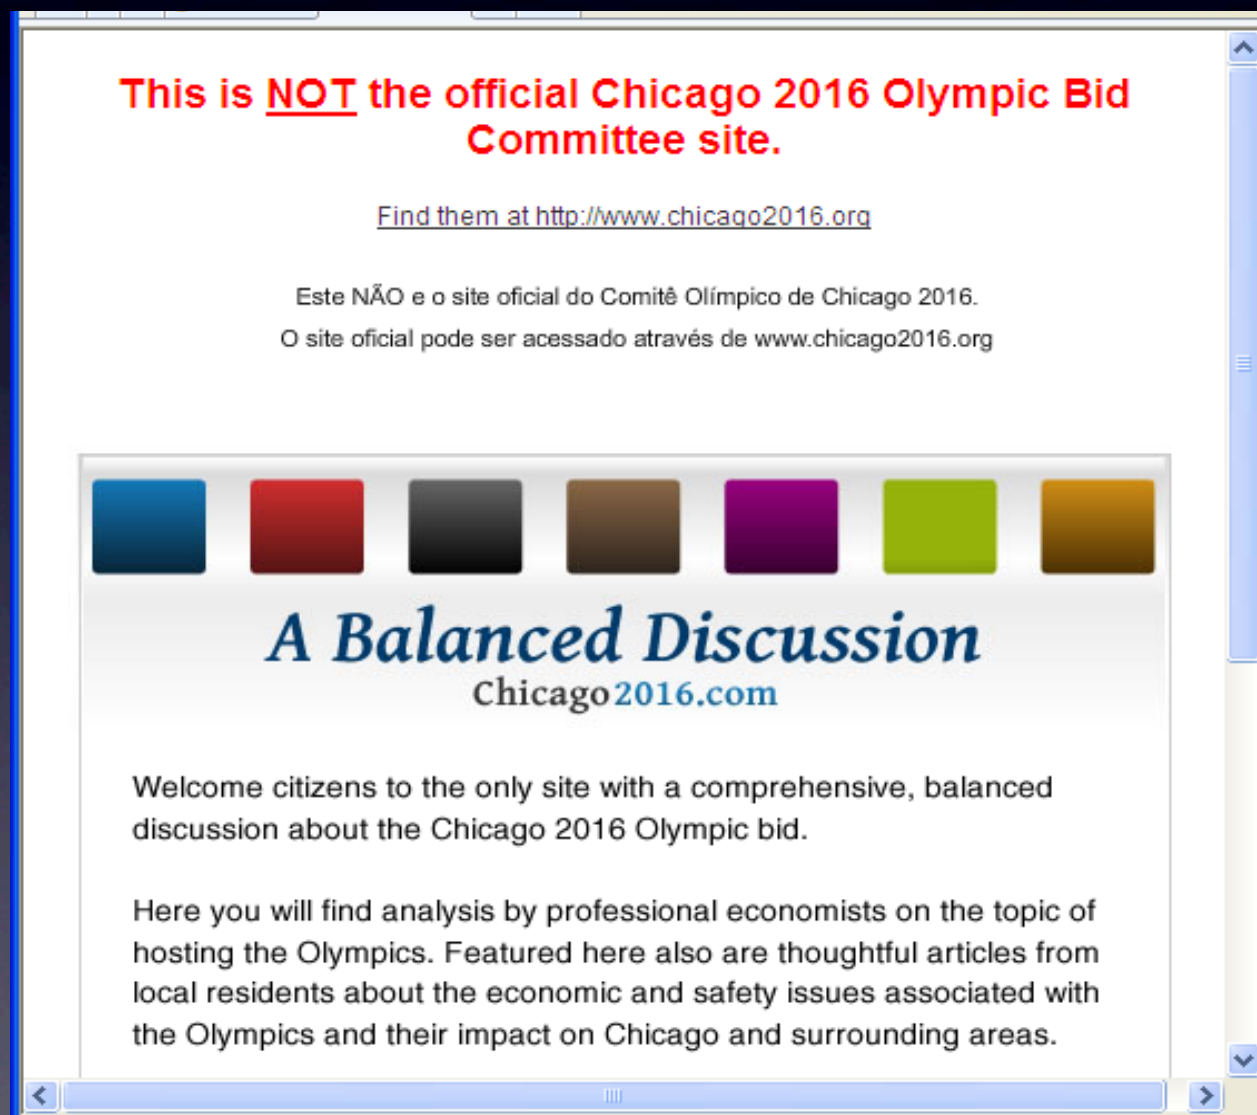 This is NOT the official Chicago 2016 Olympic Bid
Committee site.
Find them at http://www.chicago2016.org
Este NÃO e o site oficial do Comitê Olímpico de Chicago 2016.
O site oficial pode ser acessado através de www.chicago2016.org
A Balanced Discussion
Chicago2016.com
Welcome citizens to the only site with a comprehensive, balanced
discussion about the Chicago 2016 Olympic bid.
Here you will find analysis by professional economists on the topic of
hosting the Olympics. Featured here also are thoughtful articles from
local residents about the economic and safety issues associated with
the Olympics and their impact on Chicago and surrounding areas.